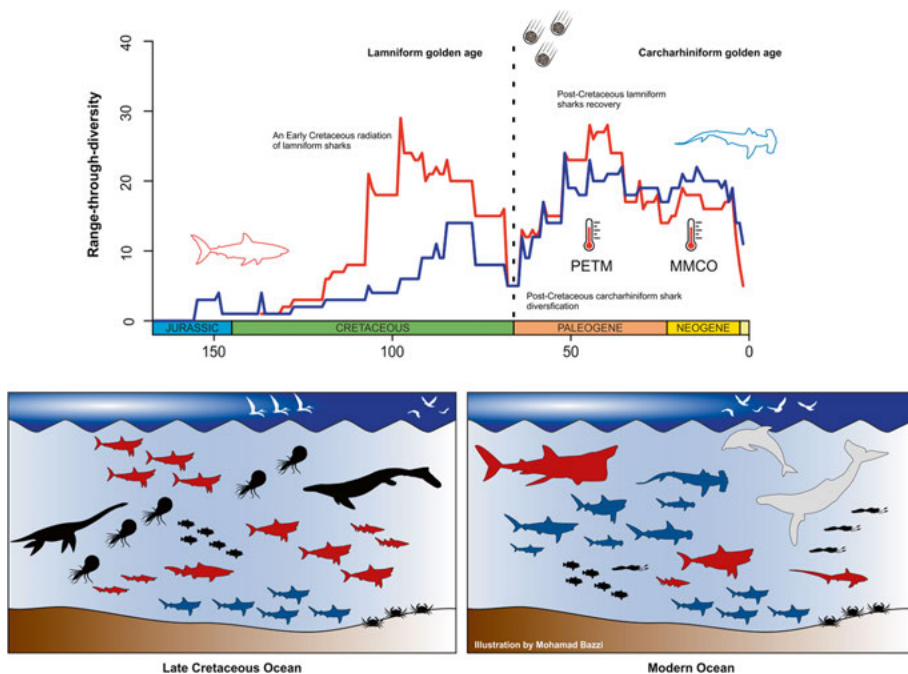 40
30
20
10
0
Range-through-diversity
Lamniform golden age
Carcharhiniform golden age
Post-Cretaceous lamniform
sharks recovery
An Early Cretaceous radiation
of lamniform sharks
PETM
MMCO
Post-Cretaceous carcharhiniform shark
diversfication
JURASSIC
CRETACEOUS
PALEOGENE
NEOGENE
150
100
50
0
Illustration by Mohamad Bazzi
Late Cretaceous Ocean
Modern Ocean